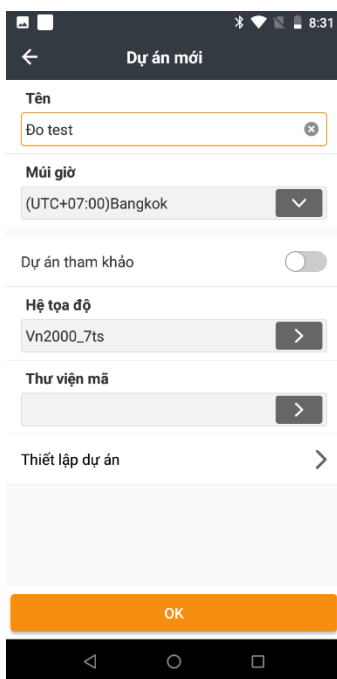 8:31
Dự án mới
Tên
Đo test
Múi giờ
(UTC+07:00)Bangkok
Dự án tham khảo
Hệ tọa độ
Vn2000_7ts
Thư viện mã
Thiết lập dự án
OK